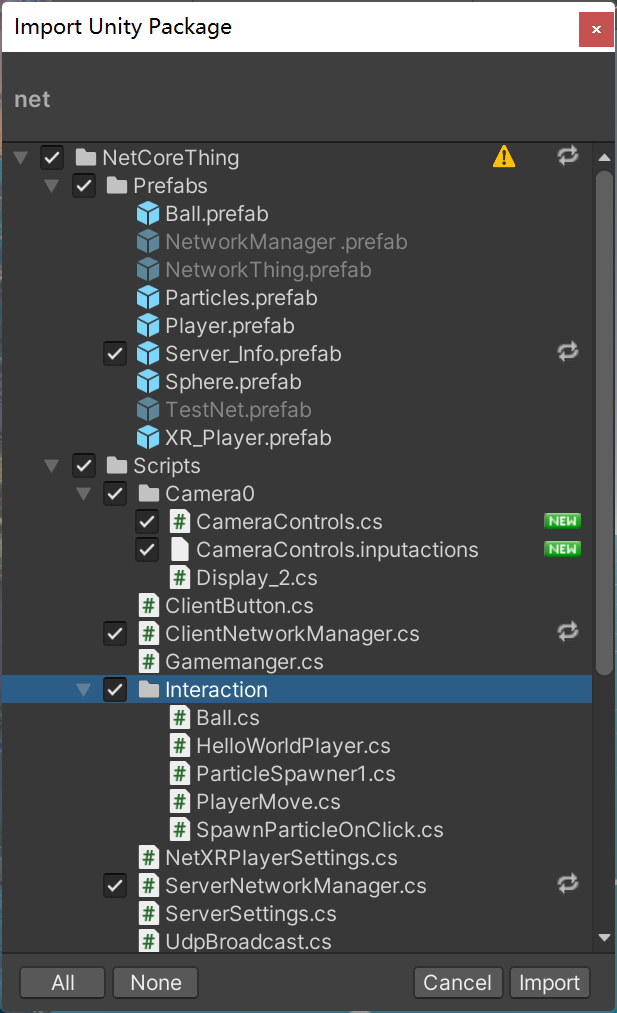 Import Unity Package
net
NetCoreThing
Prefabs
Ball.prefab
NetworkManager .prefab
NetworkThing.prefab
Particles.prefab
Player.prefab
Server_Info.prefab
Sphere.prefab
TestNet.prefab
XR_Player.prefab
Scripts
Camera0
CameraControls.cs NEW
CameraControls.inputactions NEW
Display_2.cs
ClientButton.cs
ClientNetworkManager.cs
Gamemanger.cs
Interaction
Ball.cs
HelloWorldPlayer.cs
ParticleSpawner1.cs
PlayerMove.cs
SpawnParticleOnClick.cs
NetXRPlayerSettings.cs
ServerNetworkManager.cs
ServerSettings.cs
UdpBroadcast.cs
All None Cancel Import